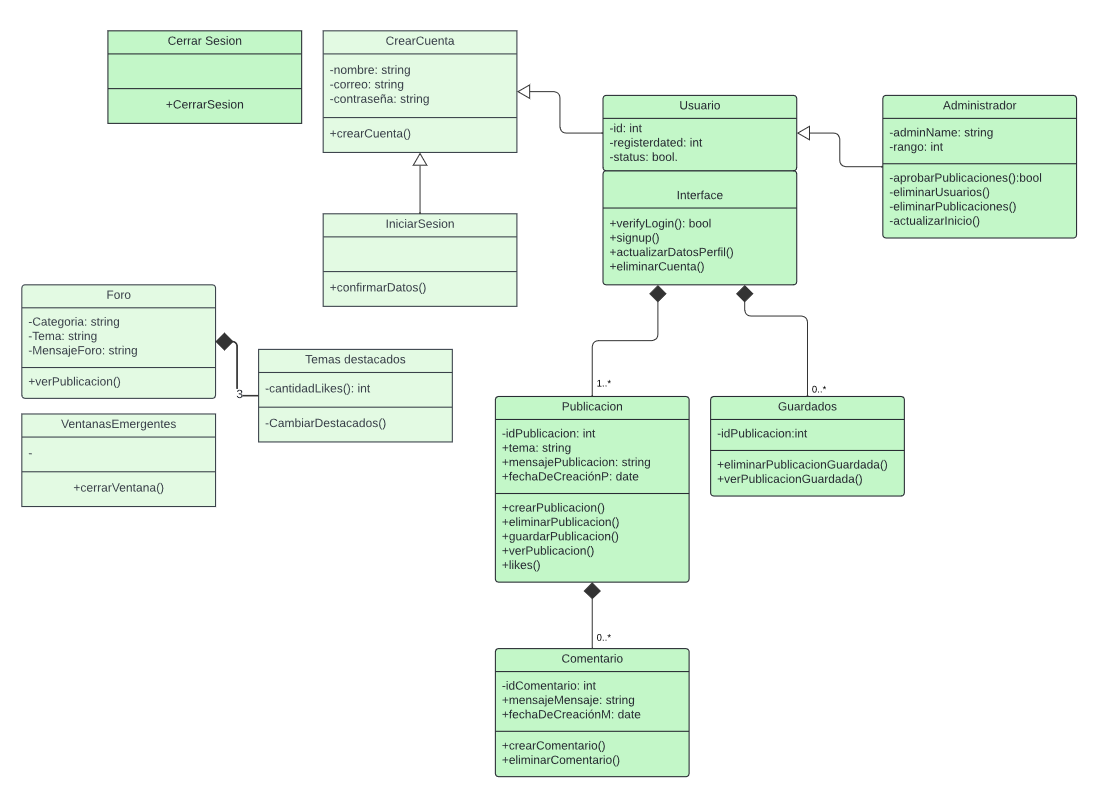 Cerrar Sesion
+CerrarSesion
CrearCuenta
-nombre: string
-correo: string
-contraseña: string
+crearCuenta()
Usuario
-id: int
-registerdated: int
-status: bool.
Interface
+verifyLogin(): bool
+signup()
+actualizarDatosPerfil()
+eliminarCuenta()
Administrador
-adminName: string
-rango: int
-aprobarPublicaciones():bool
-eliminarUsuarios()
-eliminarPublicaciones()
-actualizarInicio()
IniciarSesion
+confirmarDatos()
Foro
-Categoria: string
-Tema: string
-MensajeForo: string
+verPublicacion()
3
Temas destacados
-cantidadLikes(): int
-CambiarDestacados()
VentanasEmergentes
-
+cerrarVentana()
1..*
0..*
Publicacion
-idPublicacion: int
+tema: string
+mensajePublicacion: string
+fechaDeCreaciónP: date
+crearPublicacion()
+eliminarPublicacion()
+guardarPublicacion()
+verPublicacion()
+likes()
Guardados
-idPublicacion:int
+eliminarPublicacionGuardada()
+verPublicacionGuardada()
0..*
Comentario
-idComentario: int
+mensajeMensaje: string
+fechaDeCreaciónM: date
+crearComentario()
+eliminarComentario()